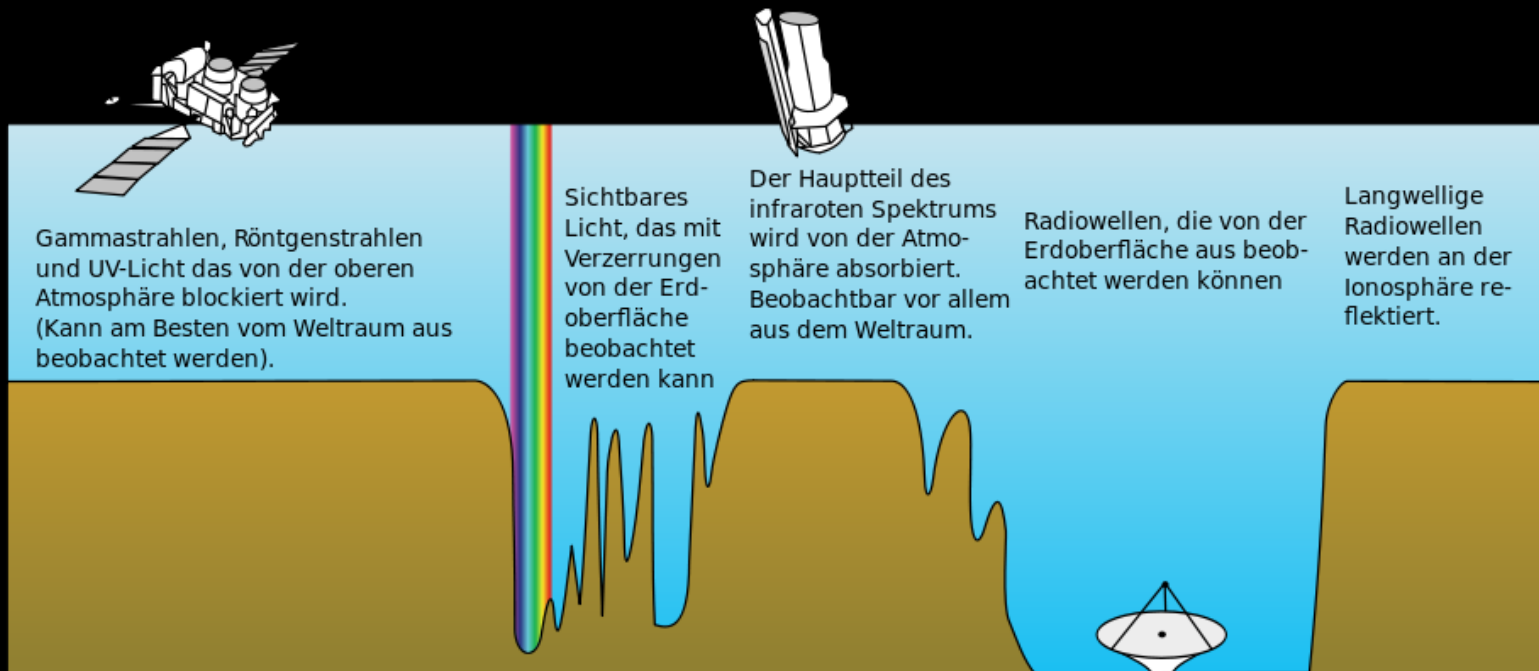 Gammastrahlen, Röntgenstrahlen
und UV-Licht das von der oberen
Atmosphäre blockiert wird.
(Kann am Besten vom Weltraum aus
beobachtet werden).
Sichtbares
Licht, das mit
Verzerrungen
von der Erd-
oberfläche
beobachtet
werden kann
Der Hauptteil des
infraroten Spektrums
wird von der Atmo-
sphäre absorbiert.
Beobachtbar vor allem
aus dem Weltraum.
Radiowellen, die von der
Erdoberfläche aus beob-
achtet werden können
Langwellige
Radiowellen
werden an der
Ionosphäre re-
flektiert.